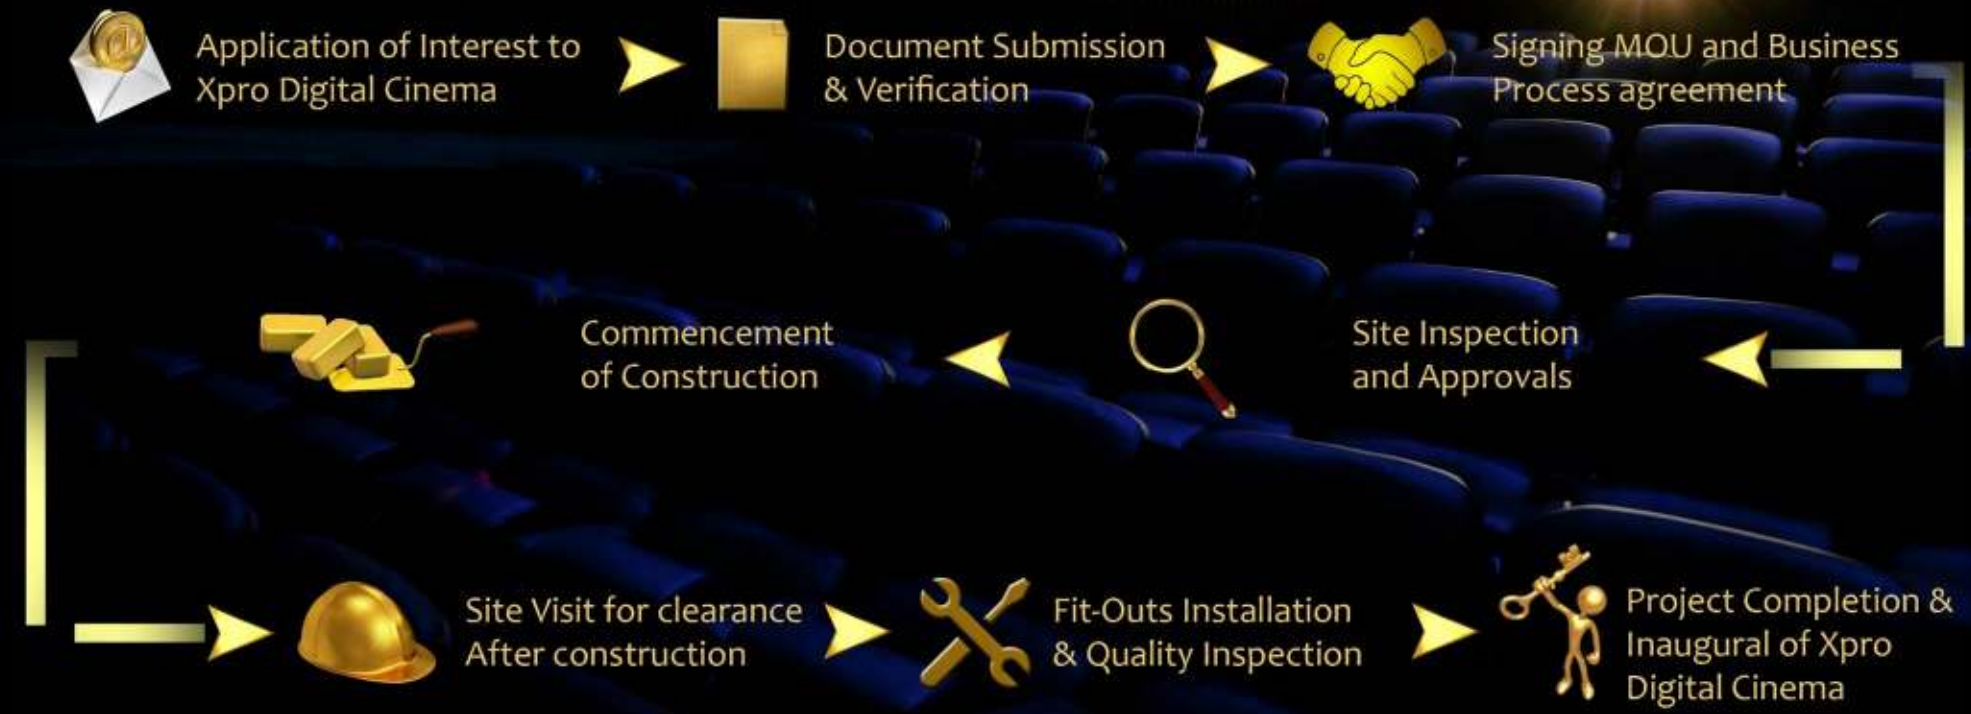 Application of Interest to
Xpro Digital Cinema
Document Submission
& Verification
Signing MOU and Business
Process agreement
Site Inspection
and Approvals
Commencement
of Construction
Site Visit for clearance
After construction
Fit-Outs Installation
& Quality Inspection
Project Completion &
Inaugural of Xpro
Digital Cinema